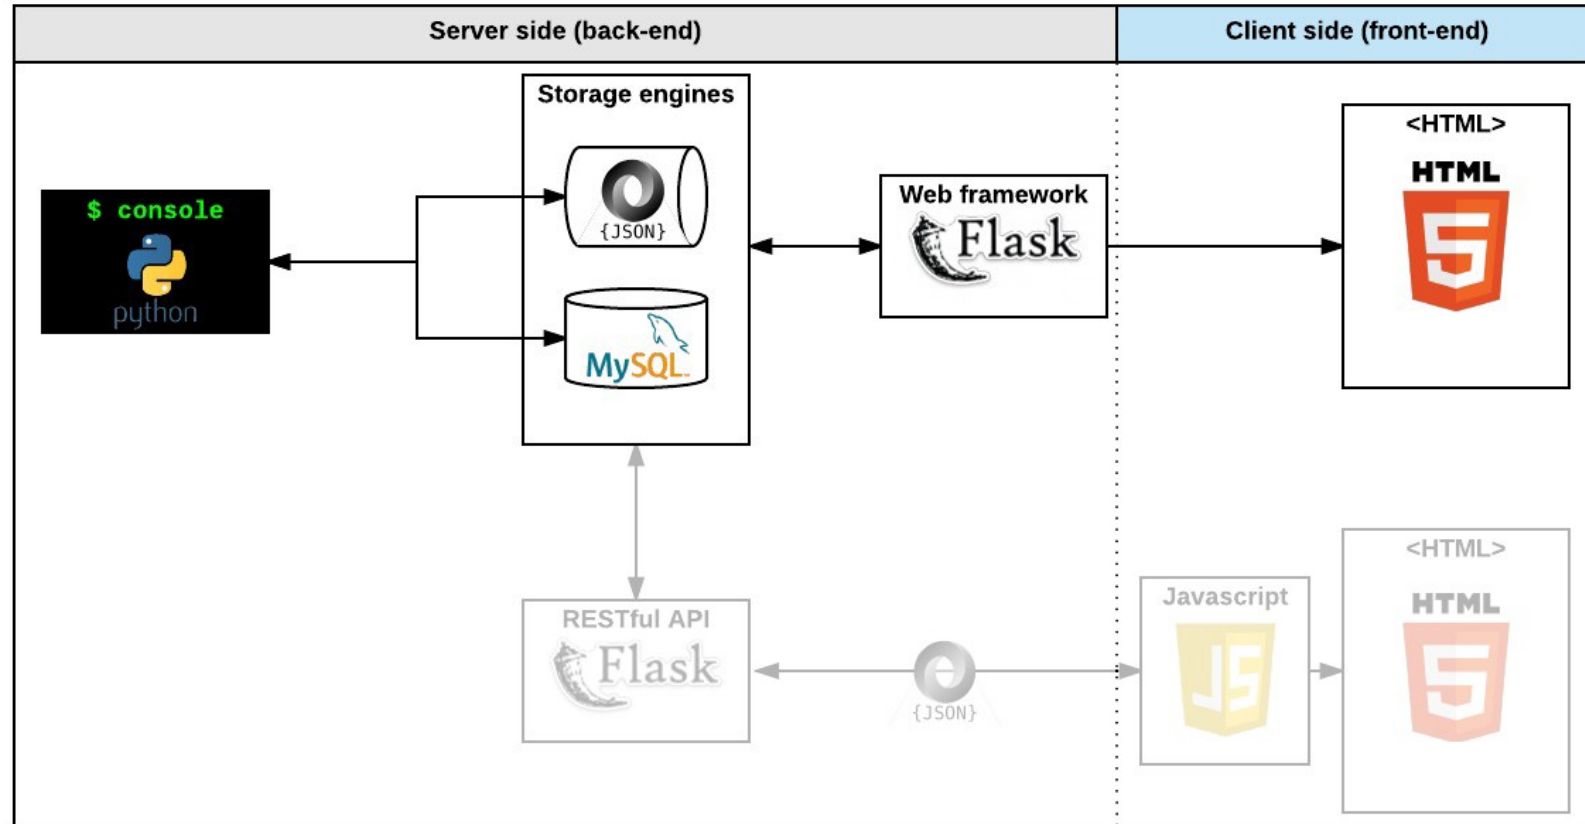 Server side (back-end)
Client side (front-end)
Storage engines
{JSON}
MySQL™
$ console
python
Web framework
Flask
<HTML>
HTML
5
RESTful API
Flask
{JSON}
Javascript
JS
<HTML>
HTML
5